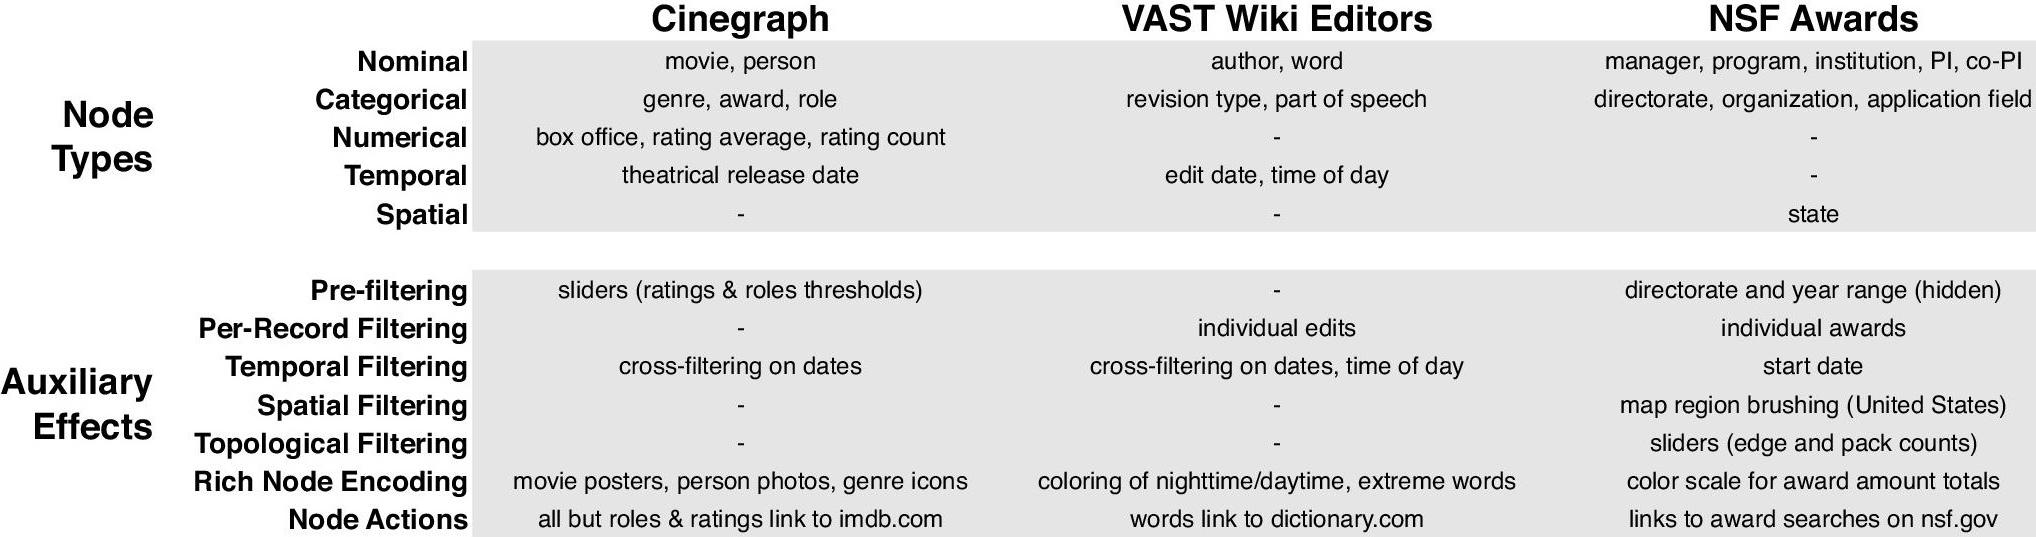 Cinegraph VAST Wiki Editors NSF Awards
Node Types
Nominal movie, person author, word manager, program, institution, PI, co-PI
Categorical genre, award, role revision type, part of speech directorate, organization, application field
Numerical box office, rating average, rating count - -
Temporal theatrical release date edit date, time of day -
Spatial - - state
Auxiliary Effects
Pre-filtering sliders (ratings & roles thresholds) - directorate and year range (hidden)
Per-Record Filtering - individual edits individual awards
Temporal Filtering cross-filtering on dates cross-filtering on dates, time of day start date
Spatial Filtering - - map region brushing (United States)
Topological Filtering - - sliders (edge and pack counts)
Rich Node Encoding movie posters, person photos, genre icons coloring of nighttime/daytime, extreme words color scale for award amount totals
Node Actions all but roles & ratings link to imdb.com words link to dictionary.com links to award searches on nsf.gov